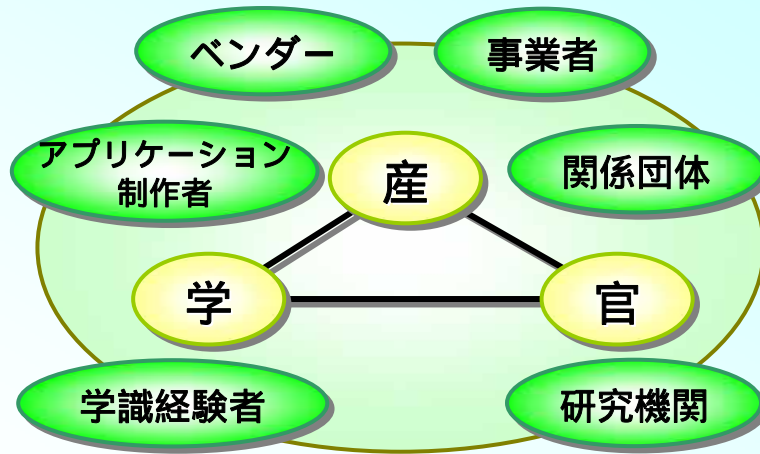 ベンダー
事業者
アプリケーション
制作者
産
関係団体
学
官
学識経験者
研究機関